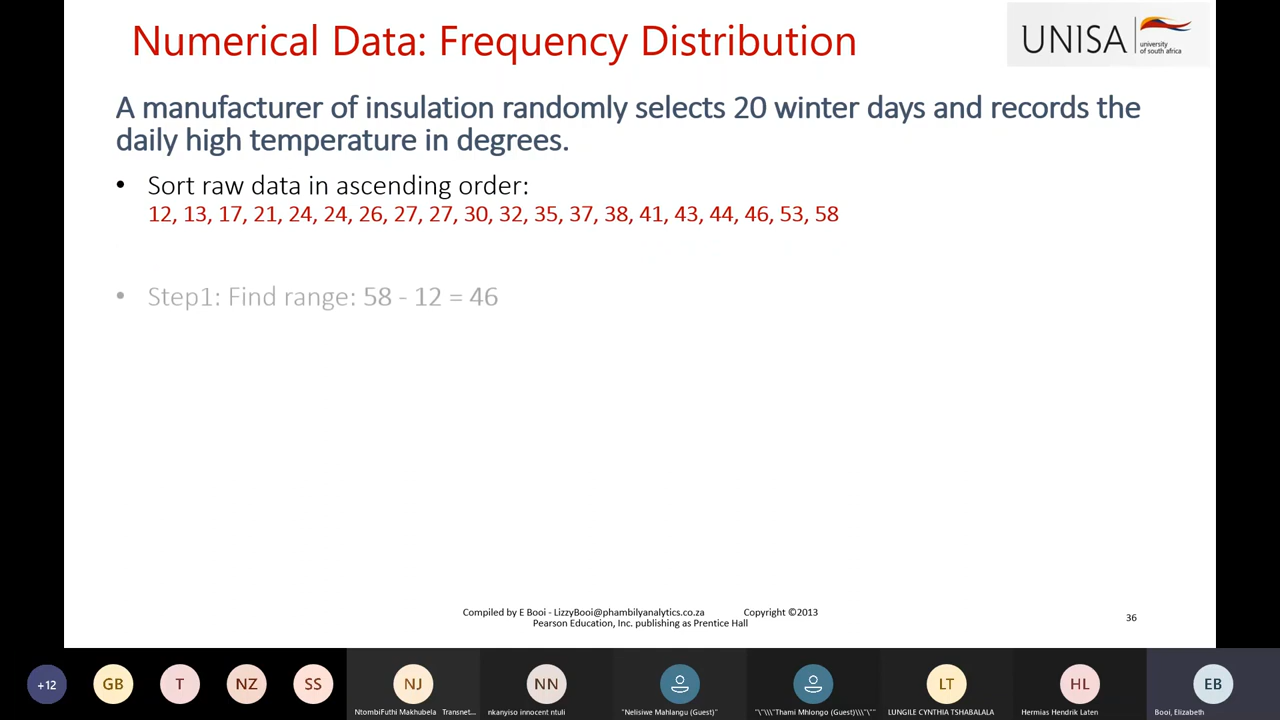 Numerical Data: Frequency Distribution
UNISA
university
of south africa
A manufacturer of insulation randomly selects 20 winter days and records the
daily high temperature in degrees.
• Sort raw data in ascending order:
12, 13, 17, 21, 24, 24, 26, 27, 27, 30, 32, 35, 37, 38, 41, 43, 44, 46, 53, 58
• Step1: Find range: 58 - 12 = 46
Compiled by E Booi - LizzyBooi@phambilyanalytics.co.za Copyright ©2013
Pearson Education, Inc. publishing as Prentice Hall
36
+12 GB T NZ SS NJ NN LT HL EB
NtombiFuthi Makhubela Transnet... nkanyiso innocent ntuli "Nelisiwe Mahlangu (Guest)" "\"\\\"Thami Mhlongo (Guest)\\\"\"" LUNGILE CYNTHIA TSHABALALA Hermias Hendrik Laten Booi, Elizabeth